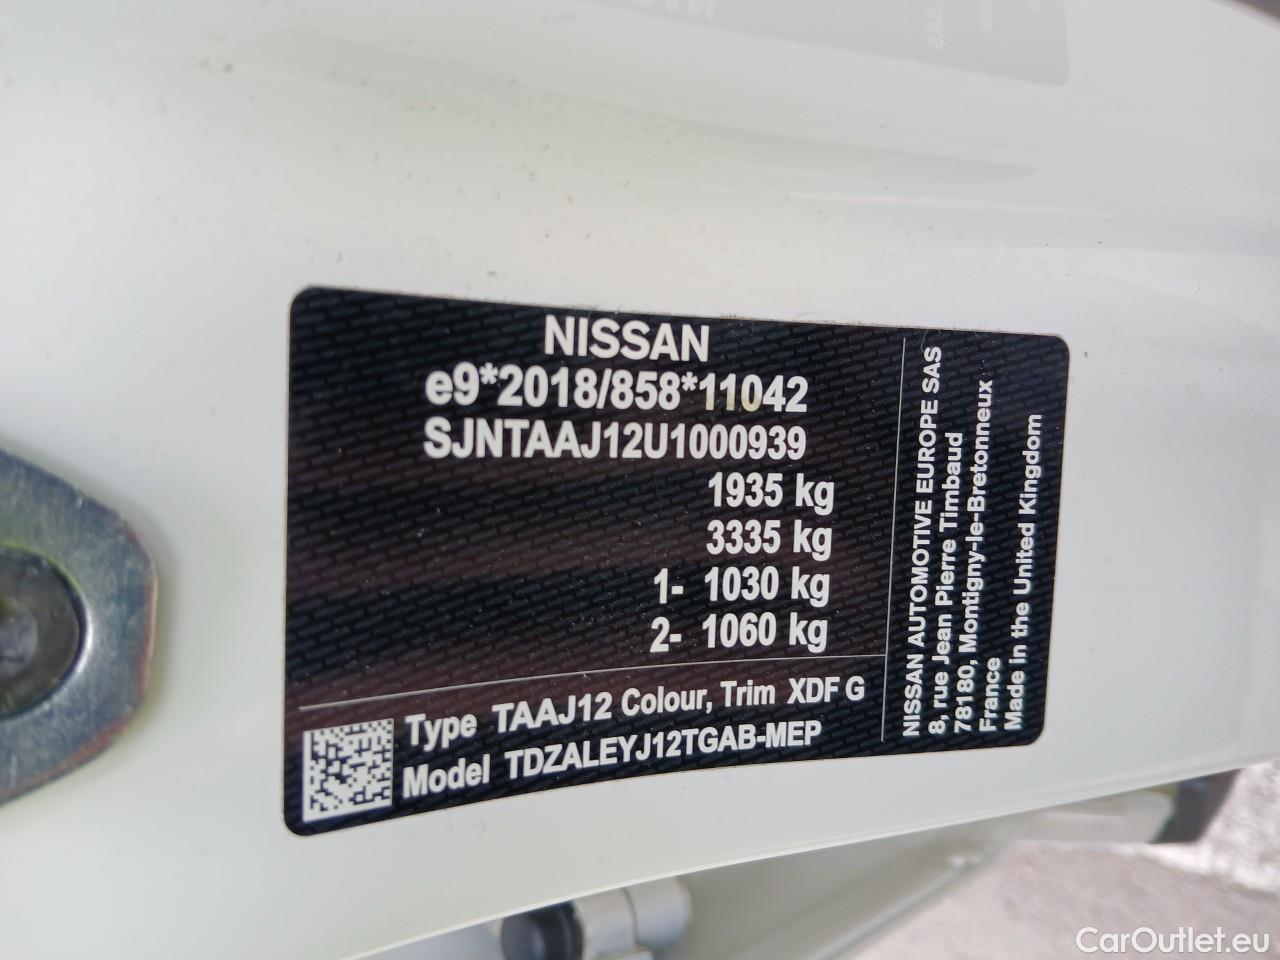 NISSAN
e9*2018/858*11042
SJNTAAJ12U1000939
1935 kg
3335 kg
1- 1030 kg
2- 1060 kg
Type TAAJ12 Colour, Trim XDF G
Model TDZALEYJ12TGAB-MEP
NISSAN AUTOMOTIVE EUROPE SAS
8, rue Jean Pierre Timbaud
78180, Montigny-le-Bretonneux
France
Made in the United Kingdom
CarOutlet.eu